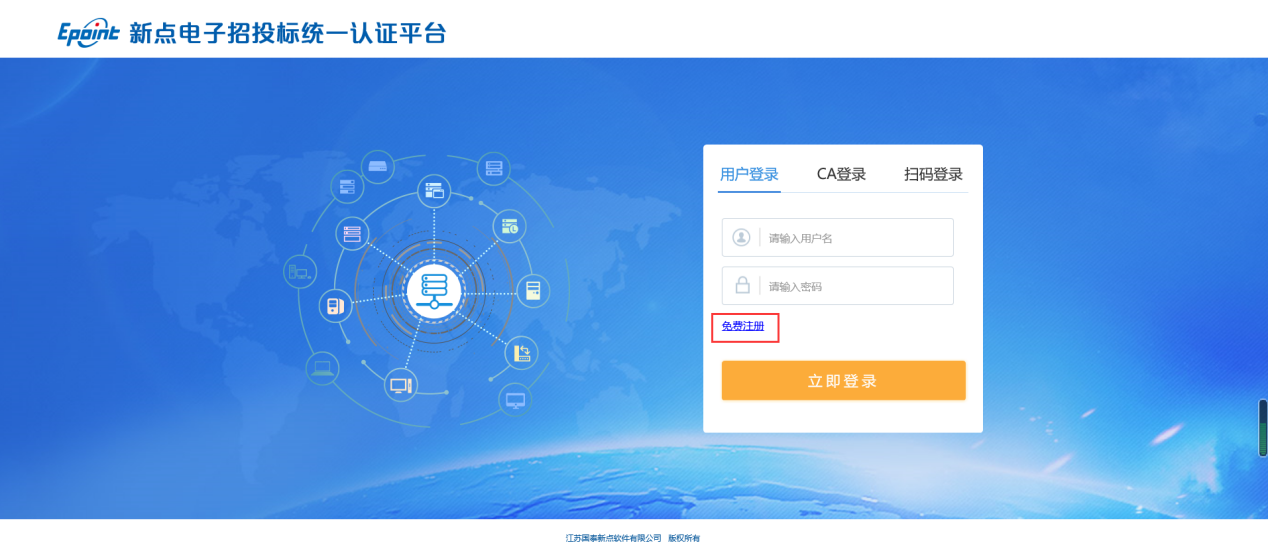 Epoint 新点电子招投标统一认证平台
用户登录 CA登录 扫码登录
请输入用户名
请输入密码
免费注册
立即登录
江苏国泰新点软件有限公司 版权所有